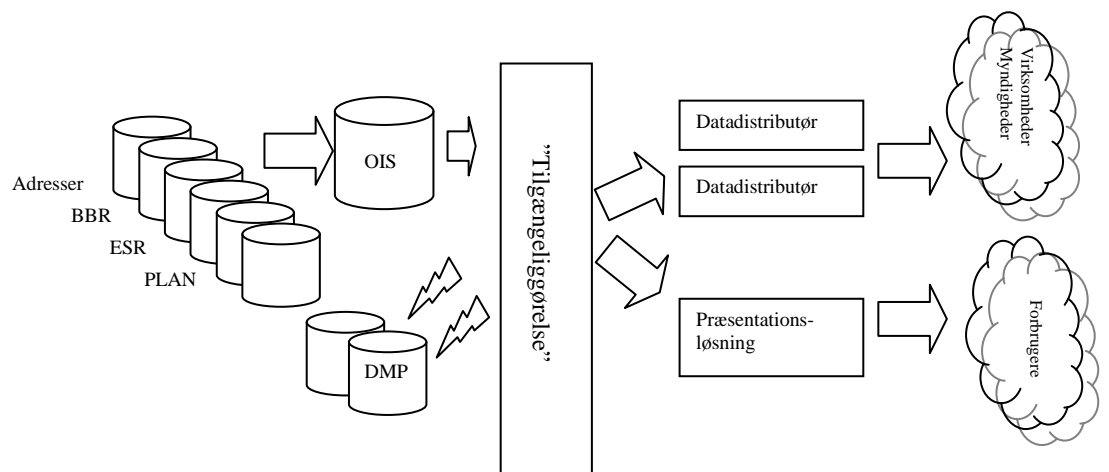 Adresser
BBR
ESR
PLAN
OIS
DMP
”Tilgængeliggørelse”
Datadistributør
Datadistributør
Præsentations-
løsning
Virksomheder
Myndigheder
Forbrugere